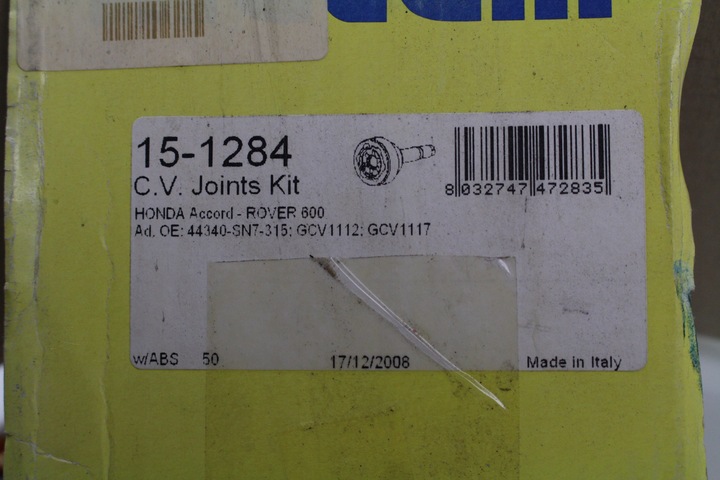 15-1284
C.V. Joints Kit
HONDA Accord - ROVER 600
Ad. OE: 44340-SN7-315; GCV1112; GCV1117
8 032747 472835
w/ABS 50 17/12/2008 Made in Italy